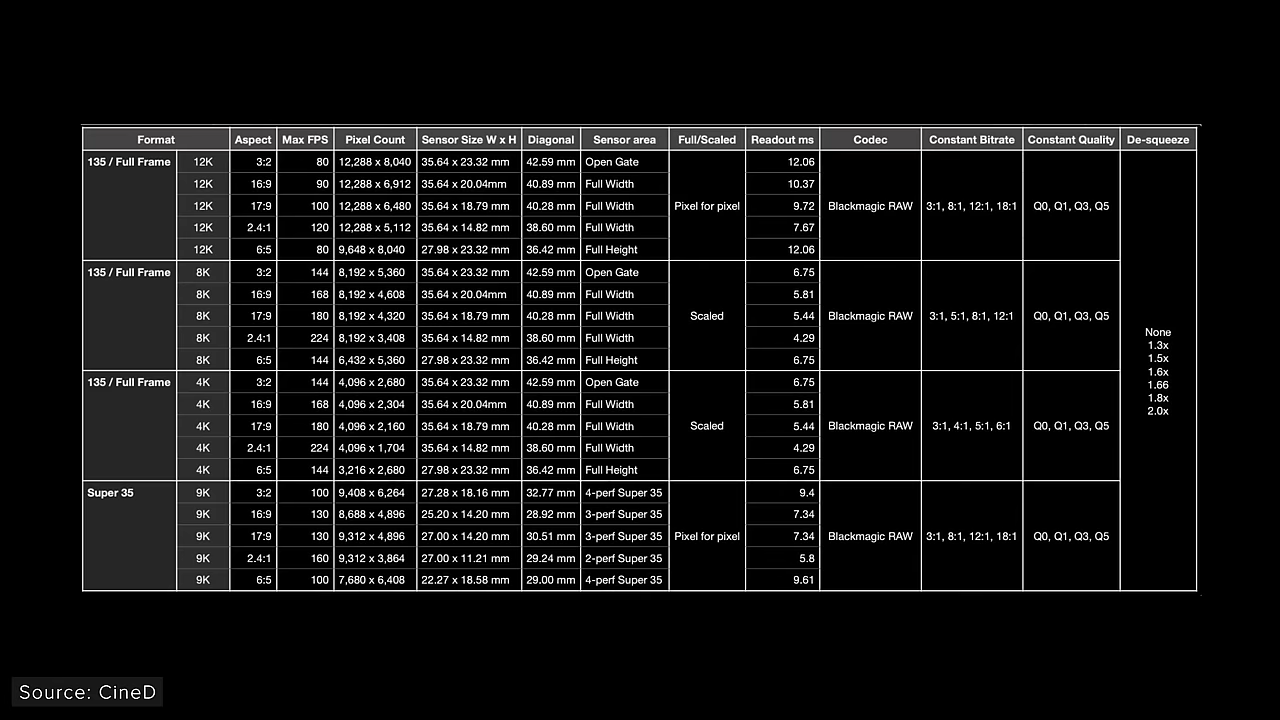 Format Aspect Max FPS Pixel Count Sensor Size W x H Diagonal Sensor area Full/Scaled Readout ms Codec Constant Bitrate Constant Quality De-squeeze
135 / Full Frame 12K 3:2 80 12,288 x 8,040 35.64 x 23.32 mm 42.59 mm Open Gate 12.06
12K 16:9 90 12,288 x 6,912 35.64 x 20.04mm 40.89 mm Full Width 10.37
12K 17:9 100 12,288 x 6,480 35.64 x 18.79 mm 40.28 mm Full Width Pixel for pixel 9.72 Blackmagic RAW 3:1, 8:1, 12:1, 18:1 Q0, Q1, Q3, Q5
12K 2.4:1 120 12,288 x 5,112 35.64 x 14.82 mm 38.60 mm Full Width 7.67
12K 6:5 80 9,648 x 8,040 27.98 x 23.32 mm 36.42 mm Full Height 12.06
135 / Full Frame 8K 3:2 144 8,192 x 5,360 35.64 x 23.32 mm 42.59 mm Open Gate 6.75
8K 16:9 168 8,192 x 4,608 35.64 x 20.04mm 40.89 mm Full Width 5.81
8K 17:9 180 8,192 x 4,320 35.64 x 18.79 mm 40.28 mm Full Width Scaled 5.44 Blackmagic RAW 3:1, 5:1, 8:1, 12:1 Q0, Q1, Q3, Q5
8K 2.4:1 224 8,192 x 3,408 35.64 x 14.82 mm 38.60 mm Full Width 4.29
8K 6:5 144 6,432 x 5,360 27.98 x 23.32 mm 36.42 mm Full Height 6.75
None
1.3x
1.5x
1.6x
1.66
1.8x
2.0x
135 / Full Frame 4K 3:2 144 4,096 x 2,680 35.64 x 23.32 mm 42.59 mm Open Gate 6.75
4K 16:9 168 4,096 x 2,304 35.64 x 20.04mm 40.89 mm Full Width 5.81
4K 17:9 180 4,096 x 2,160 35.64 x 18.79 mm 40.28 mm Full Width Scaled 5.44 Blackmagic RAW 3:1, 4:1, 5:1, 6:1 Q0, Q1, Q3, Q5
4K 2.4:1 224 4,096 x 1,704 35.64 x 14.82 mm 38.60 mm Full Width 4.29
4K 6:5 144 3,216 x 2,680 27.98 x 23.32 mm 36.42 mm Full Height 6.75
Super 35 9K 3:2 100 9,408 x 6,264 27.28 x 18.16 mm 32.77 mm 4-perf Super 35 9.4
9K 16:9 130 8,688 x 4,896 25.20 x 14.20 mm 28.92 mm 3-perf Super 35 7.34
9K 17:9 130 9,312 x 4,896 27.00 x 14.20 mm 30.51 mm 3-perf Super 35 Pixel for pixel 7.34 Blackmagic RAW 3:1, 8:1, 12:1, 18:1 Q0, Q1, Q3, Q5
9K 2.4:1 160 9,312 x 3,864 27.00 x 11.21 mm 29.24 mm 2-perf Super 35 5.8
9K 6:5 100 7,680 x 6,408 22.27 x 18.58 mm 29.00 mm 4-perf Super 35 9.61
Source: CineD